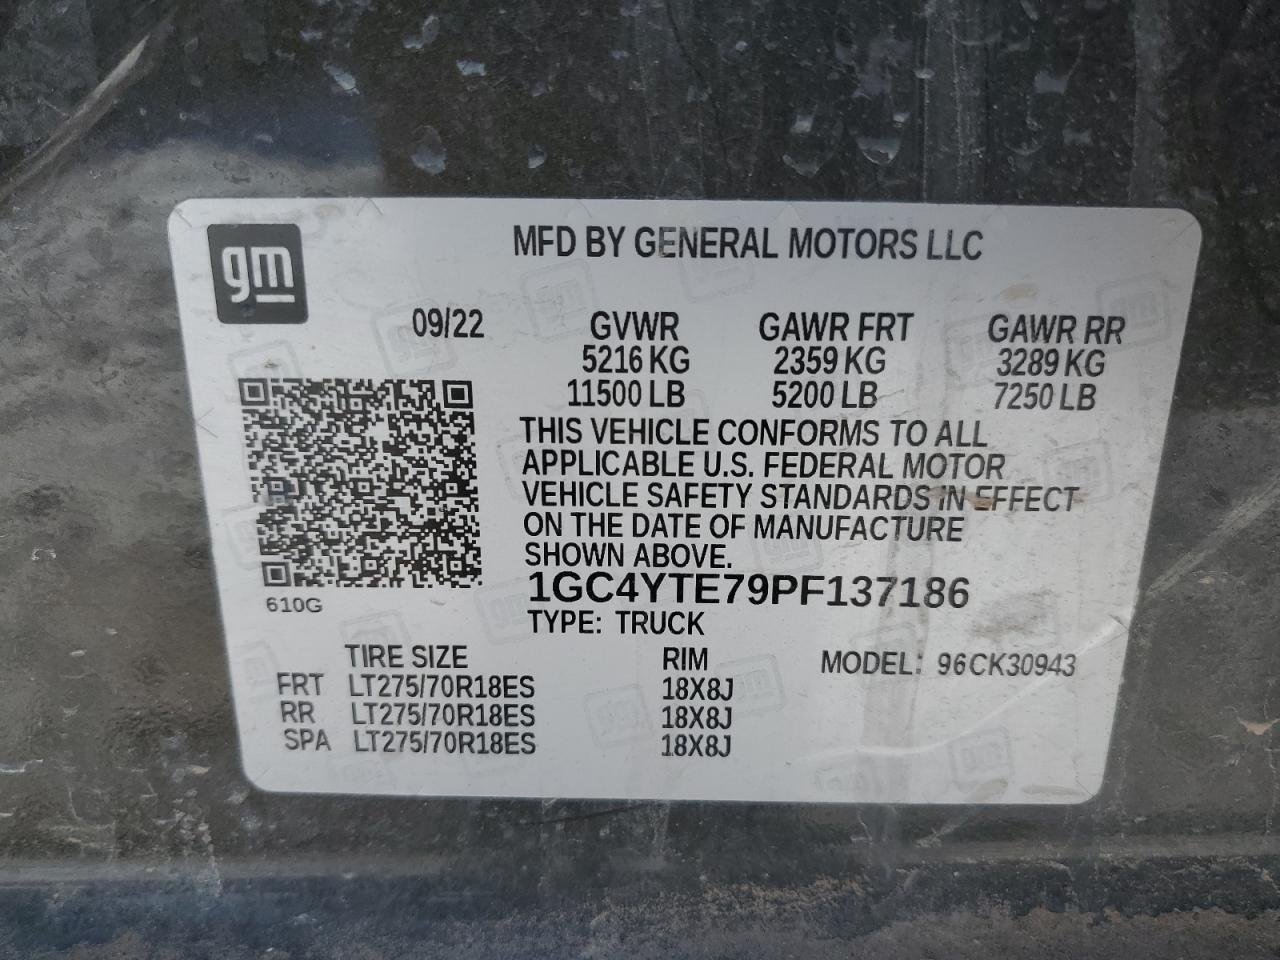 gm
MFD BY GENERAL MOTORS LLC
09/22 GVWR GAWR FRT GAWR RR
5216 KG 2359 KG 3289 KG
11500 LB 5200 LB 7250 LB
THIS VEHICLE CONFORMS TO ALL
APPLICABLE U.S. FEDERAL MOTOR
VEHICLE SAFETY STANDARDS IN EFFECT
ON THE DATE OF MANUFACTURE
SHOWN ABOVE.
1GC4YTE79PF137186
610G
TYPE: TRUCK
TIRE SIZE RIM MODEL: 96CK30943
FRT LT275/70R18ES 18X8J
RR LT275/70R18ES 18X8J
SPA LT275/70R18ES 18X8J